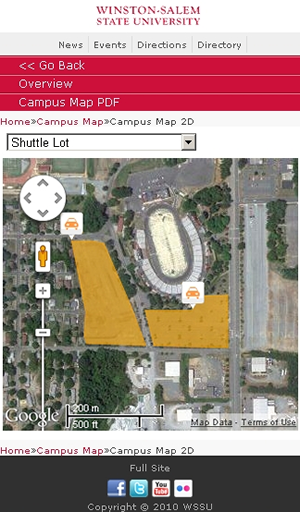 WINSTON-SALEM
STATE UNIVERSITY
News Events Directions Directory
<< Go Back
Overview
Campus Map PDF
Home»Campus Map»Campus Map 2D
Shuttle Lot
Google
200 m
500 ft
Map Data - Terms of Use
Home»Campus Map»Campus Map 2D
Full Site
You Tube
Copyright © 2010 WSSU